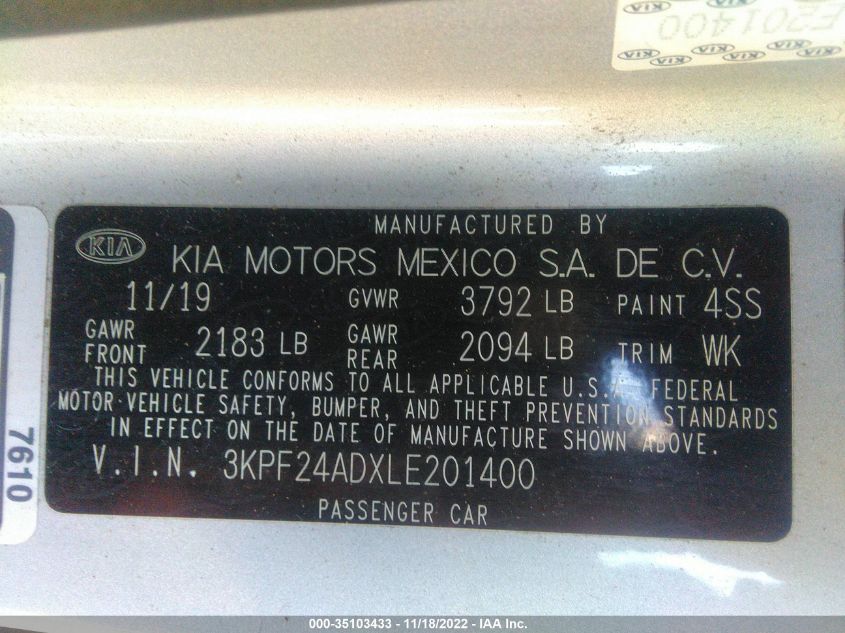 E201400
KIA KIA KIA
KIA
MANUFACTURED BY
KIA MOTORS MEXICO S.A. DE C.V.
11/19 GVWR 3792 LB PAINT 4SS
GAWR FRONT 2183 LB GAWR REAR 2094 LB TRIM WK
THIS VEHICLE CONFORMS TO ALL APPLICABLE U.S.A. FEDERAL
MOTOR VEHICLE SAFETY, BUMPER, AND THEFT PREVENTION STANDARDS
IN EFFECT ON THE DATE OF MANUFACTURE SHOWN ABOVE.
V.I.N. 3KPF24ADXLE201400
PASSENGER CAR
7610
000-35103433 - 11/18/2022 - IAA Inc.